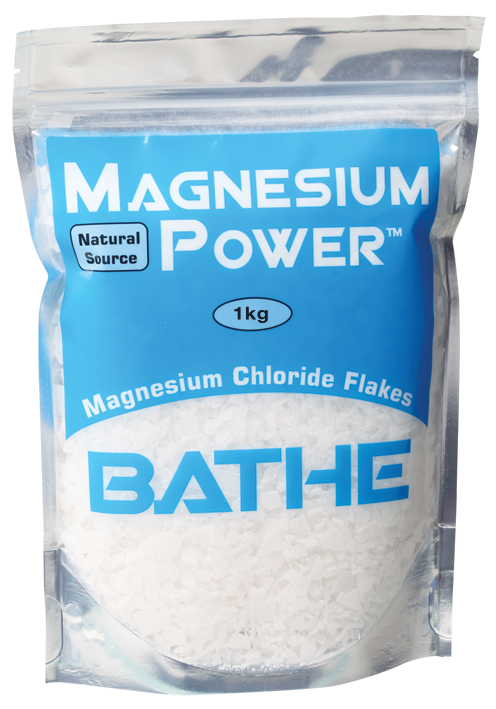 MAGNESIUM
POWER™
Natural
Source
1kg
Magnesium Chloride Flakes
BATHE